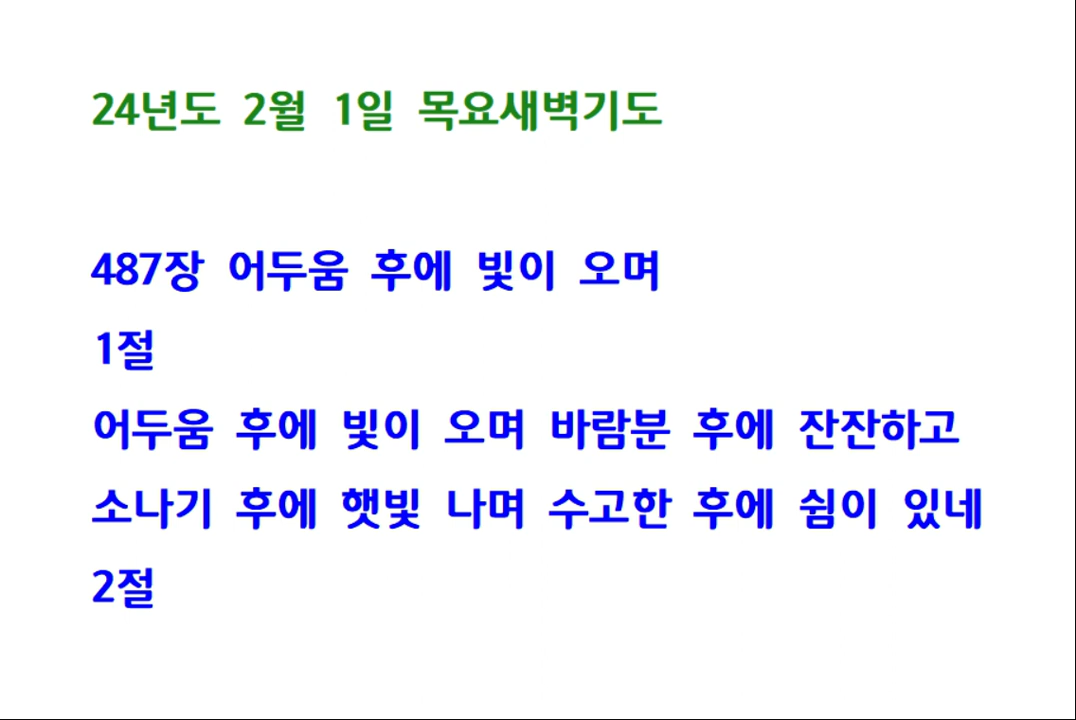 24년도 2월 1일 목요새벽기도
487장 어두움 후에 빛이 오며
1절
어두움 후에 빛이 오며 바람분 후에 잔잔하고
소나기 후에 햇빛 나며 수고한 후에 쉼이 있네
2절